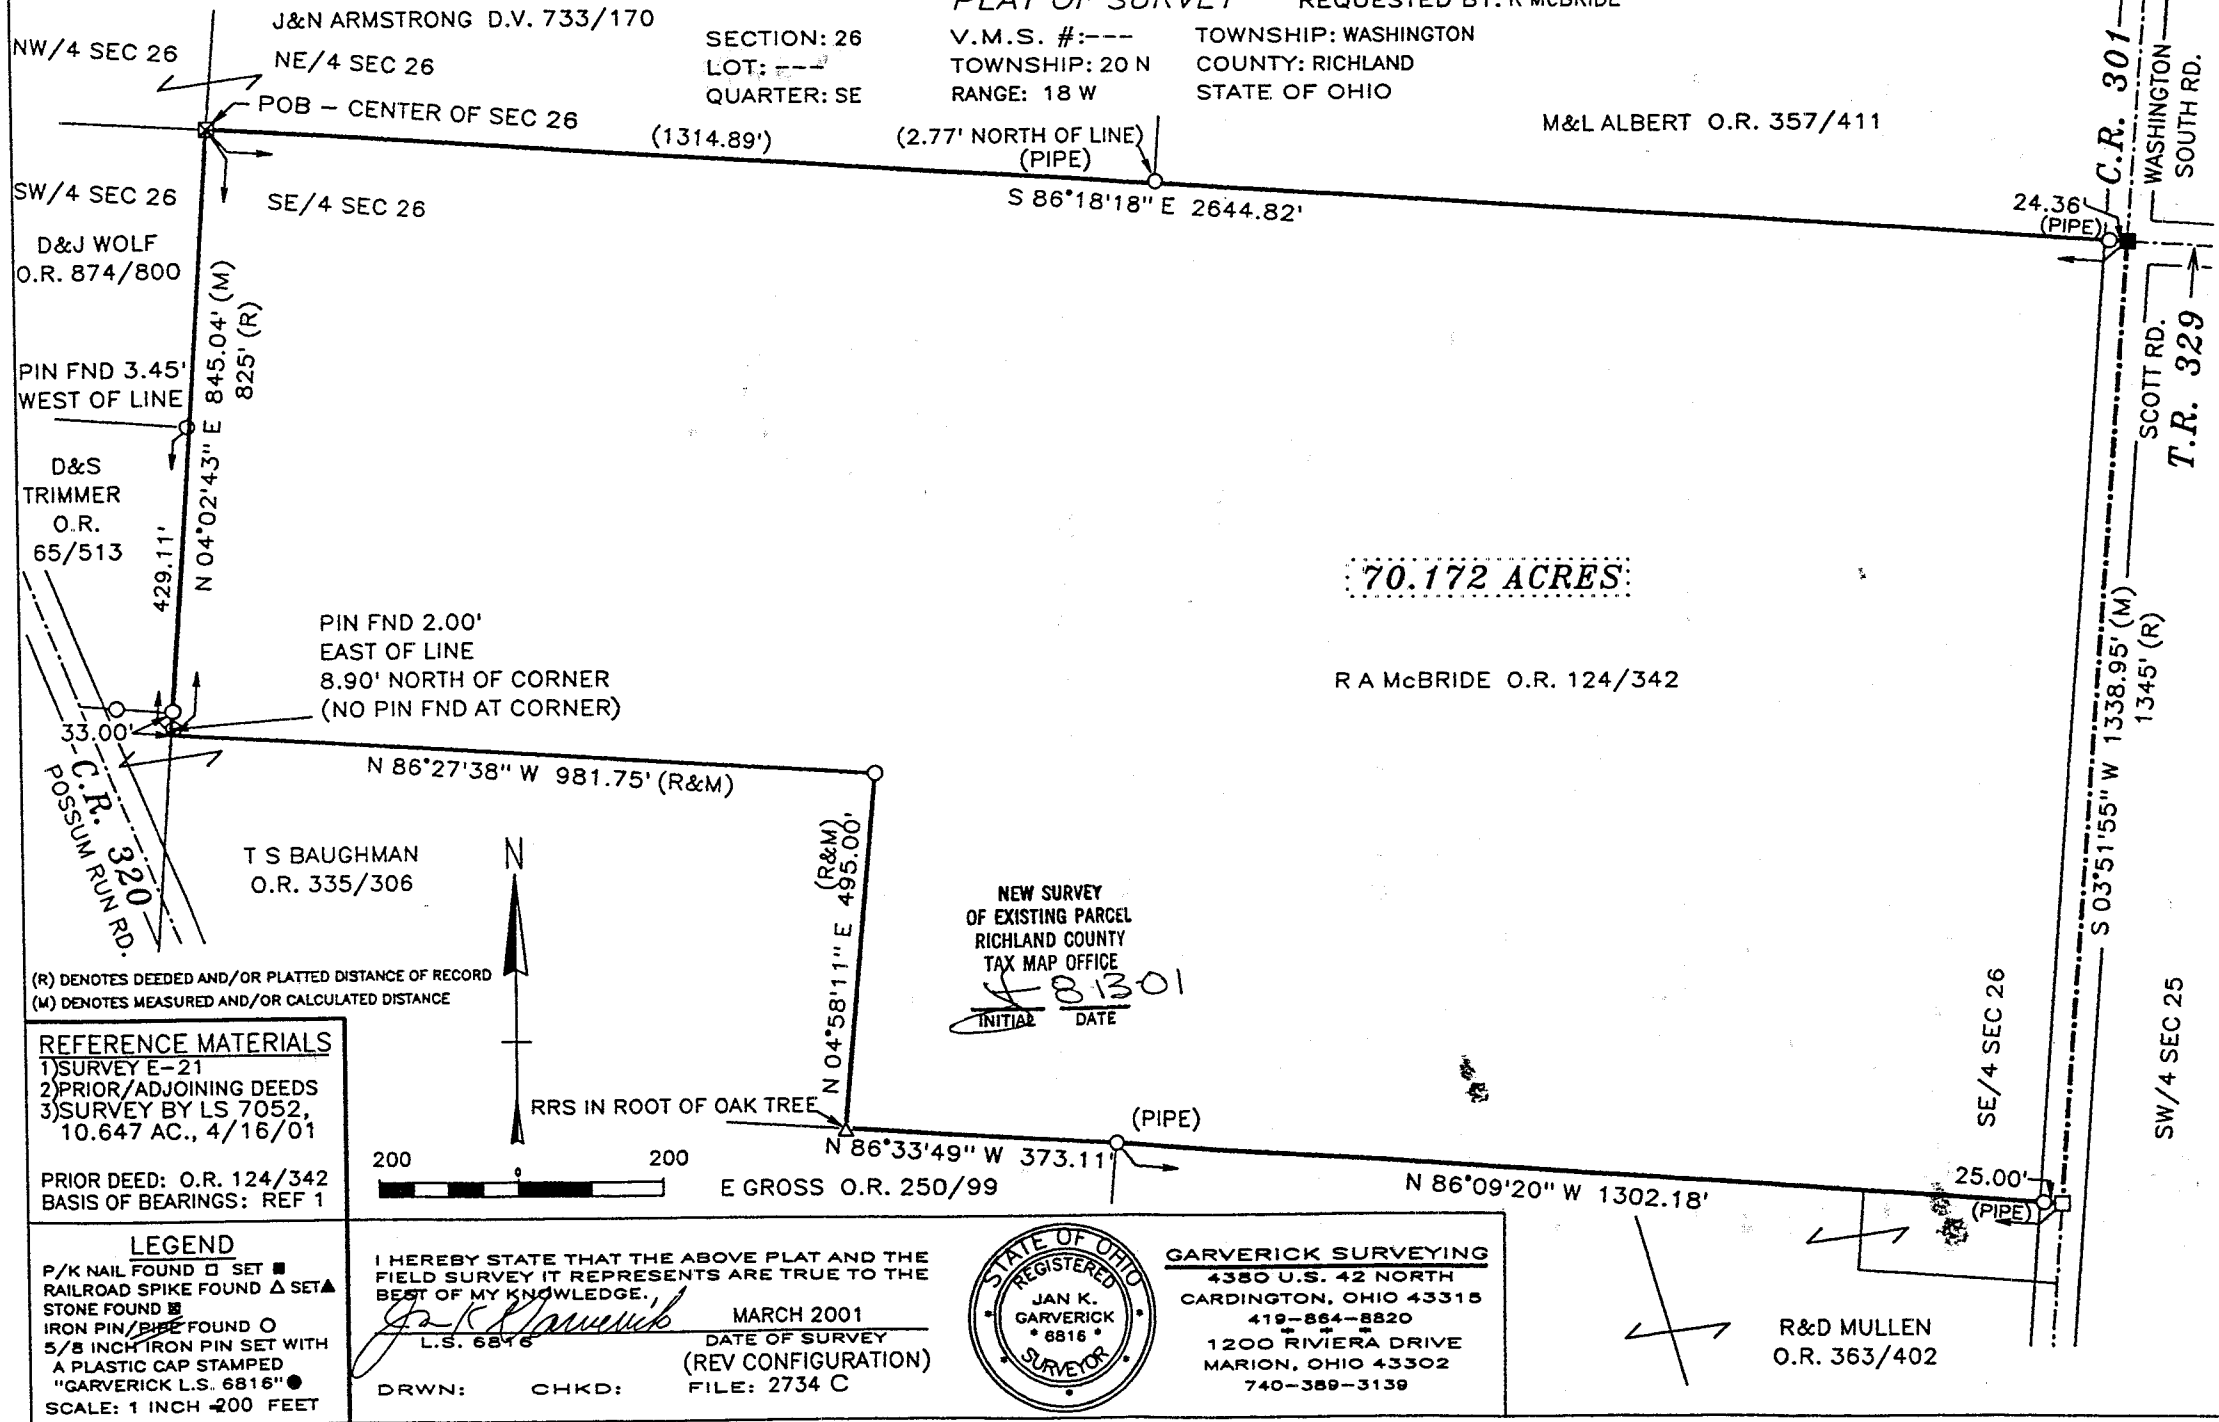 PLAT OF SURVEY REQUESTED BY: R McBRIDE
J&N ARMSTRONG D.V. 733/170
NW/4 SEC 26
NE/4 SEC 26
SECTION: 26
LOT: ---
QUARTER: SE
V.M.S. #:---
TOWNSHIP: 20 N
RANGE: 18 W
TOWNSHIP: WASHINGTON
COUNTY: RICHLAND
STATE OF OHIO
C.R. 301
WASHINGTON
SOUTH RD.
POB - CENTER OF SEC 26
(1314.89')
(2.77' NORTH OF LINE)
(PIPE)
M&L ALBERT O.R. 357/411
SW/4 SEC 26
SE/4 SEC 26
S 86°18'18" E 2644.82'
24.36'
(PIPE)
D&J WOLF
O.R. 874/800
N 04°02'43" E 845.04' (M)
825' (R)
PIN FND 3.45'
WEST OF LINE
SCOTT RD.
T.R. 329
D&S
TRIMMER
O.R.
65/513
429.11'
70.172 ACRES
R A McBRIDE O.R. 124/342
S 03°51'55" W 1338.95' (M)
1345' (R)
PIN FND 2.00'
EAST OF LINE
8.90' NORTH OF CORNER
(NO PIN FND AT CORNER)
33.00'
N 86°27'38" W 981.75' (R&M)
C.R. 320
POSSUM RUN RD.
T S BAUGHMAN
O.R. 335/306
N
(R&M)
N 04°58'11" E 495.00'
NEW SURVEY
OF EXISTING PARCEL
RICHLAND COUNTY
TAX MAP OFFICE
8-13-01
INITIAL DATE
SE/4 SEC 26
SW/4 SEC 25
(R) DENOTES DEEDED AND/OR PLATTED DISTANCE OF RECORD
(M) DENOTES MEASURED AND/OR CALCULATED DISTANCE
REFERENCE MATERIALS
1)SURVEY E-21
2)PRIOR/ADJOINING DEEDS
3)SURVEY BY LS 7052,
10.647 AC., 4/16/01
PRIOR DEED: O.R. 124/342
BASIS OF BEARINGS: REF 1
RRS IN ROOT OF OAK TREE
(PIPE)
N 86°33'49" W 373.11'
200 0 200
E GROSS O.R. 250/99
N 86°09'20" W 1302.18'
25.00'
(PIPE)
LEGEND
P/K NAIL FOUND □ SET ■
RAILROAD SPIKE FOUND △ SET▲
STONE FOUND
IRON PIN/PIPE FOUND ○
5/8 INCH IRON PIN SET WITH
A PLASTIC CAP STAMPED
"GARVERICK L.S. 6816" ●
SCALE: 1 INCH =200 FEET
I HEREBY STATE THAT THE ABOVE PLAT AND THE
FIELD SURVEY IT REPRESENTS ARE TRUE TO THE
BEST OF MY KNOWLEDGE.
Jan K Garverick
L.S. 6816
MARCH 2001
DATE OF SURVEY
(REV CONFIGURATION)
DRWN: CHKD: FILE: 2734 C
STATE OF OHIO
REGISTERED
JAN K.
GARVERICK
* 6816 *
SURVEYOR
GARVERICK SURVEYING
4380 U.S. 42 NORTH
CARDINGTON, OHIO 43315
419-864-8820
* * *
1200 RIVIERA DRIVE
MARION, OHIO 43302
740-389-3139
R&D MULLEN
O.R. 363/402